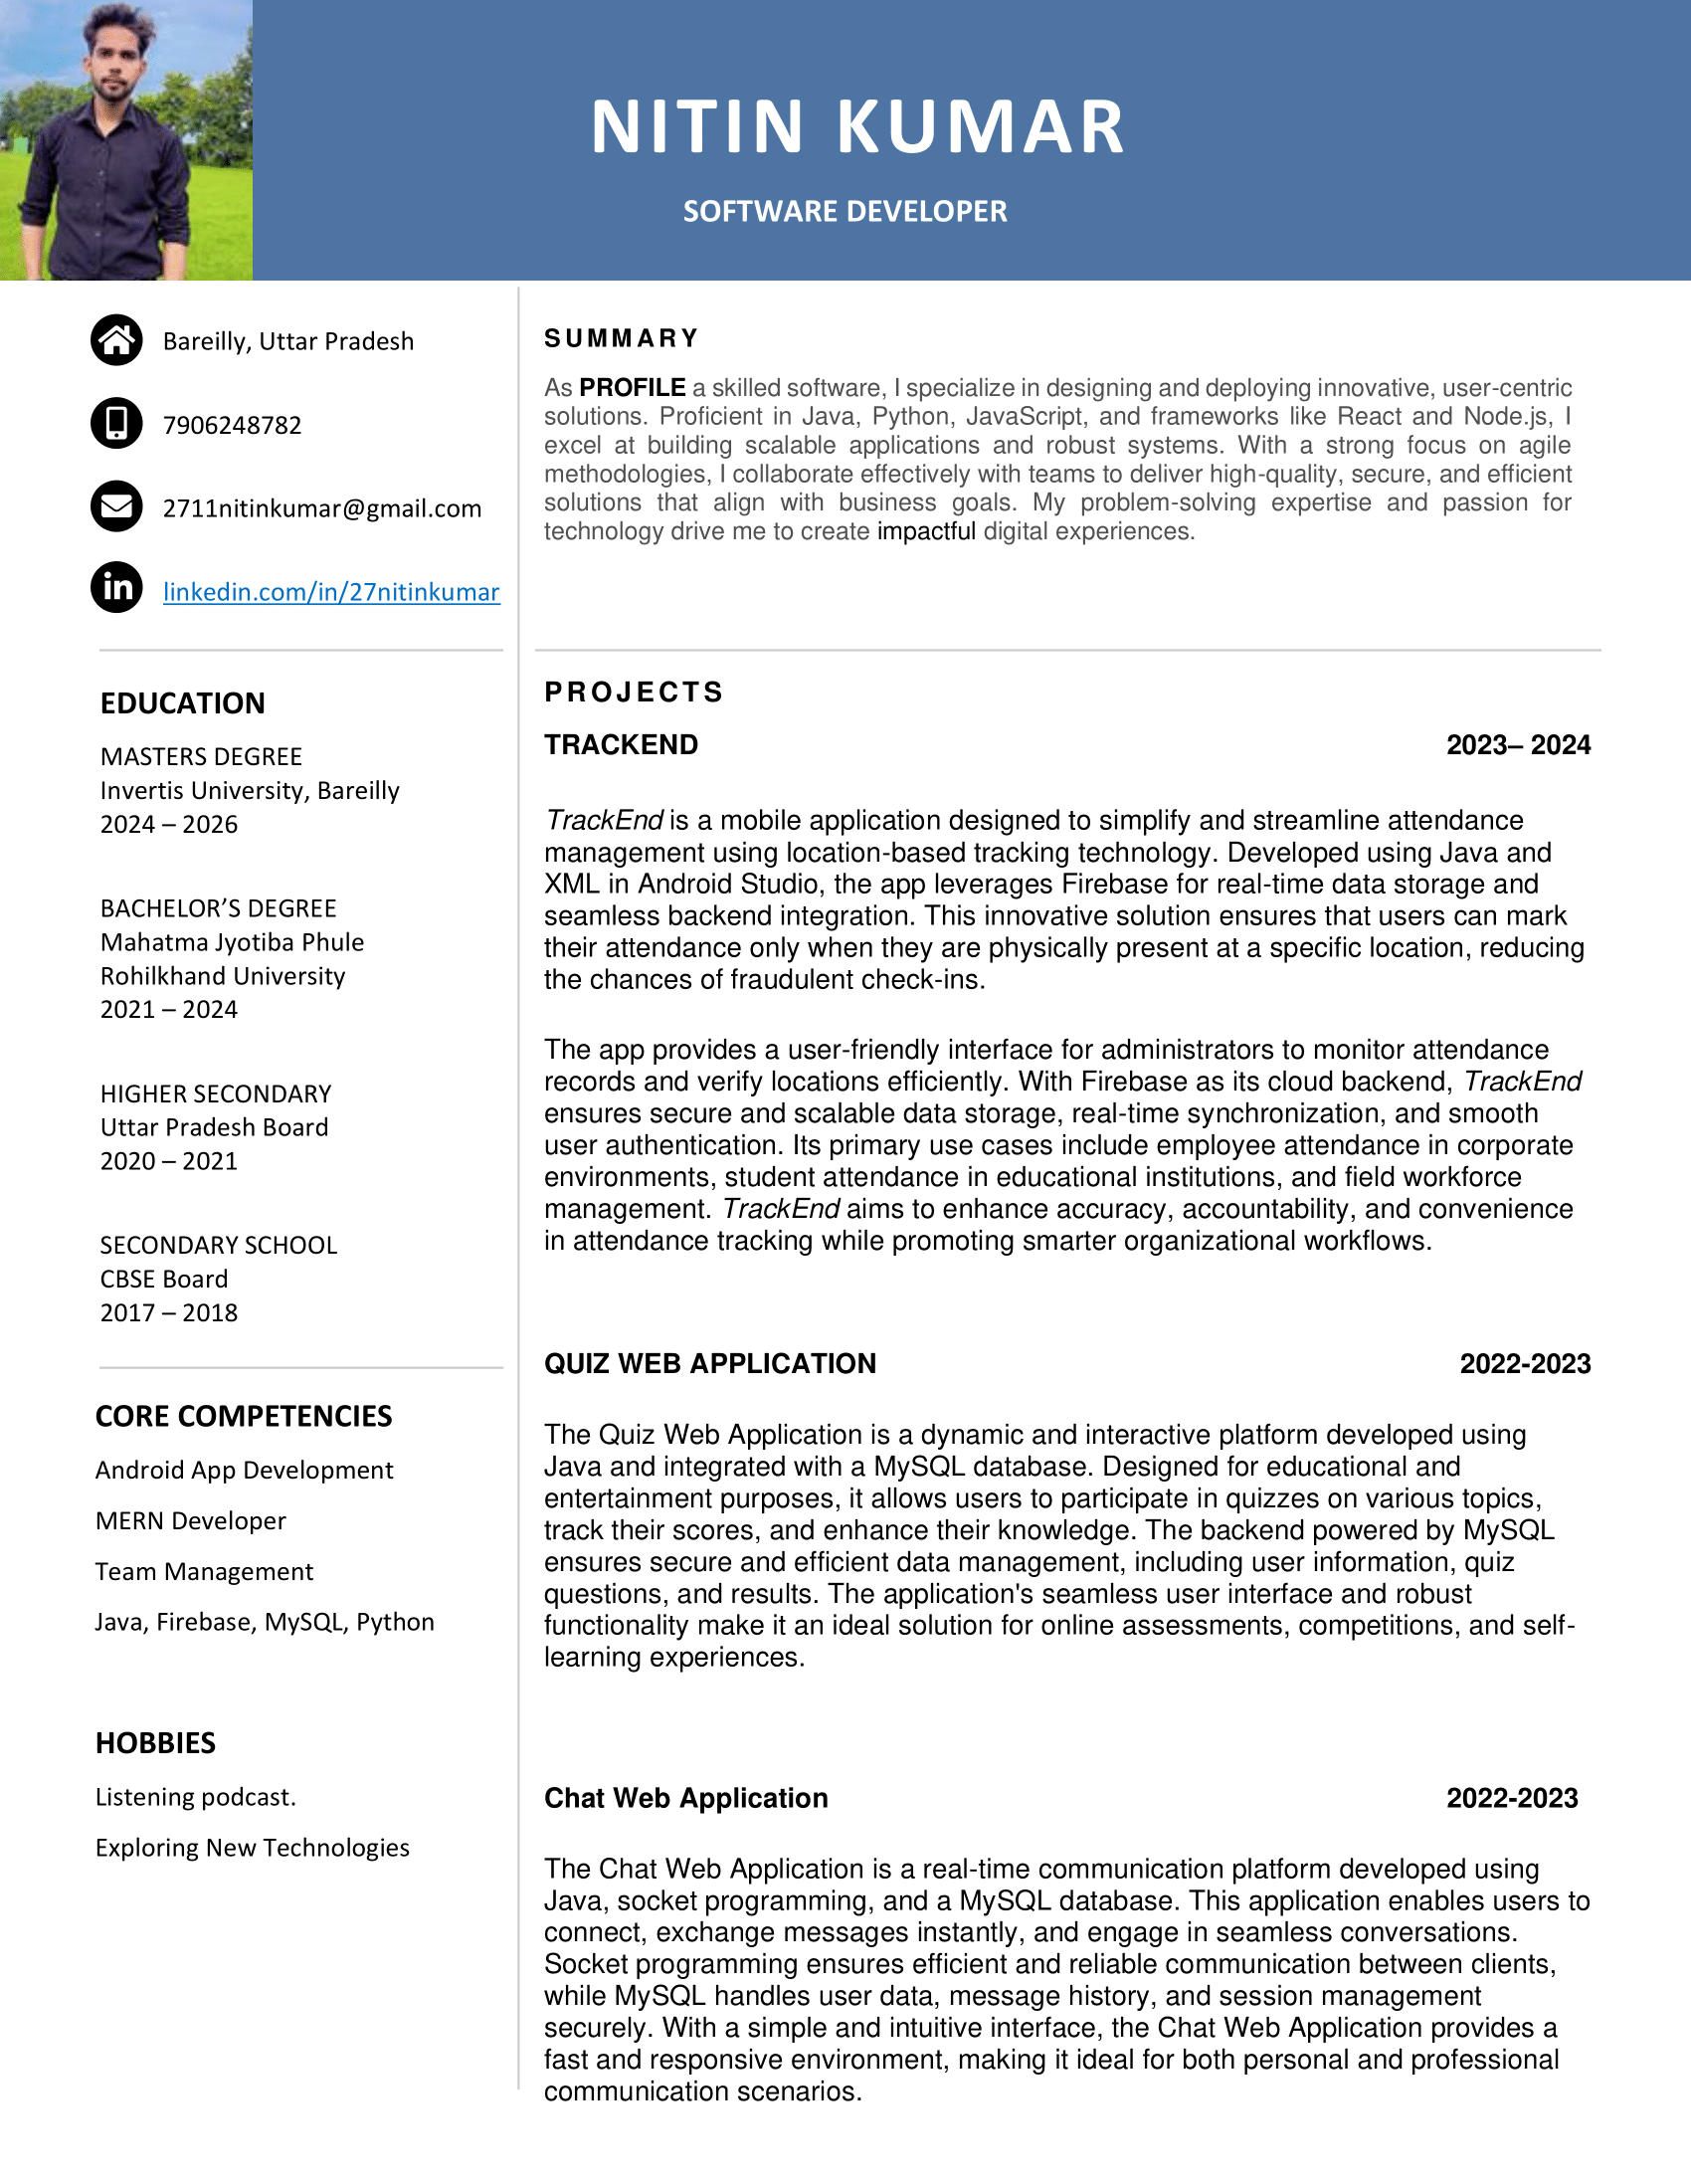 NITIN KUMAR
SOFTWARE DEVELOPER
Bareilly, Uttar Pradesh
7906248782
2711nitinkumar@gmail.com
linkedin.com/in/27nitinkumar
EDUCATION
MASTERS DEGREE
Invertis University, Bareilly
2024 – 2026
BACHELOR’S DEGREE
Mahatma Jyotiba Phule
Rohilkhand University
2021 – 2024
HIGHER SECONDARY
Uttar Pradesh Board
2020 – 2021
SECONDARY SCHOOL
CBSE Board
2017 – 2018
CORE COMPETENCIES
Android App Development
MERN Developer
Team Management
Java, Firebase, MySQL, Python
HOBBIES
Listening podcast.
Exploring New Technologies
SUMMARY
As PROFILE a skilled software, I specialize in designing and deploying innovative, user-centric
solutions. Proficient in Java, Python, JavaScript, and frameworks like React and Node.js, I
excel at building scalable applications and robust systems. With a strong focus on agile
methodologies, I collaborate effectively with teams to deliver high-quality, secure, and efficient
solutions that align with business goals. My problem-solving expertise and passion for
technology drive me to create impactful digital experiences.
PROJECTS
TRACKEND 2023– 2024
TrackEnd is a mobile application designed to simplify and streamline attendance
management using location-based tracking technology. Developed using Java and
XML in Android Studio, the app leverages Firebase for real-time data storage and
seamless backend integration. This innovative solution ensures that users can mark
their attendance only when they are physically present at a specific location, reducing
the chances of fraudulent check-ins.
The app provides a user-friendly interface for administrators to monitor attendance
records and verify locations efficiently. With Firebase as its cloud backend, TrackEnd
ensures secure and scalable data storage, real-time synchronization, and smooth
user authentication. Its primary use cases include employee attendance in corporate
environments, student attendance in educational institutions, and field workforce
management. TrackEnd aims to enhance accuracy, accountability, and convenience
in attendance tracking while promoting smarter organizational workflows.
QUIZ WEB APPLICATION 2022-2023
The Quiz Web Application is a dynamic and interactive platform developed using
Java and integrated with a MySQL database. Designed for educational and
entertainment purposes, it allows users to participate in quizzes on various topics,
track their scores, and enhance their knowledge. The backend powered by MySQL
ensures secure and efficient data management, including user information, quiz
questions, and results. The application's seamless user interface and robust
functionality make it an ideal solution for online assessments, competitions, and self-
learning experiences.
Chat Web Application 2022-2023
The Chat Web Application is a real-time communication platform developed using
Java, socket programming, and a MySQL database. This application enables users to
connect, exchange messages instantly, and engage in seamless conversations.
Socket programming ensures efficient and reliable communication between clients,
while MySQL handles user data, message history, and session management
securely. With a simple and intuitive interface, the Chat Web Application provides a
fast and responsive environment, making it ideal for both personal and professional
communication scenarios.